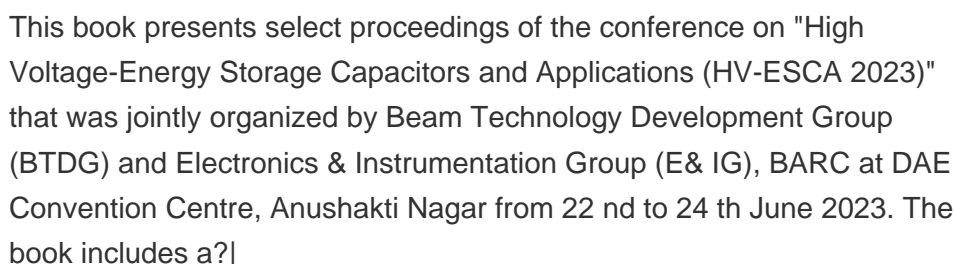 This book presents select proceedings of the conference on "High
Voltage-Energy Storage Capacitors and Applications (HV-ESCA 2023)"
that was jointly organized by Beam Technology Development Group
(BTDG) and Electronics & Instrumentation Group (E& IG), BARC at DAE
Convention Centre, Anushakti Nagar from 22 nd to 24 th June 2023. The
book includes a?|